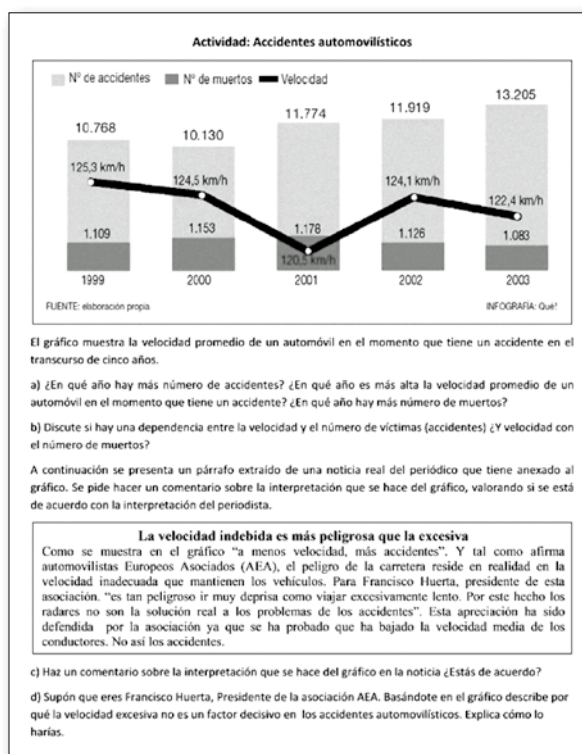 Actividad: Accidentes automovilísticos
Nº de accidentes Nº de muertos Velocidad
13.205
11.774 11.919
10.768 10.130
125,3 km/h 124,5 km/h 124,1 km/h 122,4 km/h
1.109 1.153 1.178 1.126 1.083
120,5 km/h
1999 2000 2001 2002 2003
FUENTE: elaboración propia INFOGRAFÍA: Qué!
El gráfico muestra la velocidad promedio de un automóvil en el momento que tiene un accidente en el
transcurso de cinco años.
a) ¿En qué año hay más número de accidentes? ¿En qué año es más alta la velocidad promedio de un
automóvil en el momento que tiene un accidente? ¿En qué año hay más número de muertos?
b) Discute si hay una dependencia entre la velocidad y el número de víctimas (accidentes) ¿Y velocidad con
el número de muertos?
A continuación se presenta un párrafo extraído de una noticia real del periódico que tiene anexado al
gráfico. Se pide hacer un comentario sobre la interpretación que se hace del gráfico, valorando si se está
de acuerdo con la interpretación del periodista.
La velocidad indebida es más peligrosa que la excesiva
Como se muestra en el gráfico “a menos velocidad, más accidentes”. Y tal como afirma
automovilistas Europeos Asociados (AEA), el peligro de la carretera reside en realidad en la
velocidad inadecuada que mantienen los vehículos. Para Francisco Huerta, presidente de esta
asociación. “es tan peligroso ir muy deprisa como viajar excesivamente lento. Por este hecho los
radares no son la solución real a los problemas de los accidentes”. Esta apreciación ha sido
defendida por la asociación ya que se ha probado que ha bajado la velocidad media de los
conductores. No así los accidentes.
c) Haz un comentario sobre la interpretación que se hace del gráfico en la noticia ¿Estás de acuerdo?
d) Supón que eres Francisco Huerta, Presidente de la asociación AEA. Basándote en el gráfico describe por
qué la velocidad excesiva no es un factor decisivo en los accidentes automovilísticos. Explica cómo lo
harías.